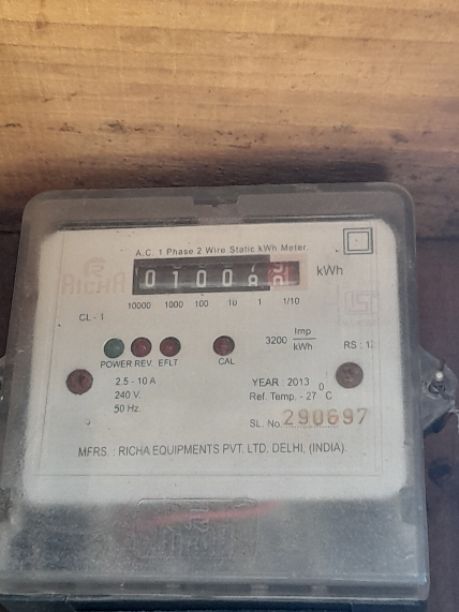 A.C. 1 Phase 2 Wire Static kWh Meter.
RICHA
0100
kWh
10000 1000 100 10 1 1/10
CL - 1
3200 Imp/kWh
RS : 1
POWER REV. EFLT CAL
2.5 - 10 A
240 V.
50 Hz.
YEAR : 2013
Ref. Temp. - 27 °C
SL. No. 290697
MFRS. : RICHA EQUIPMENTS PVT. LTD. DELHI, (INDIA).